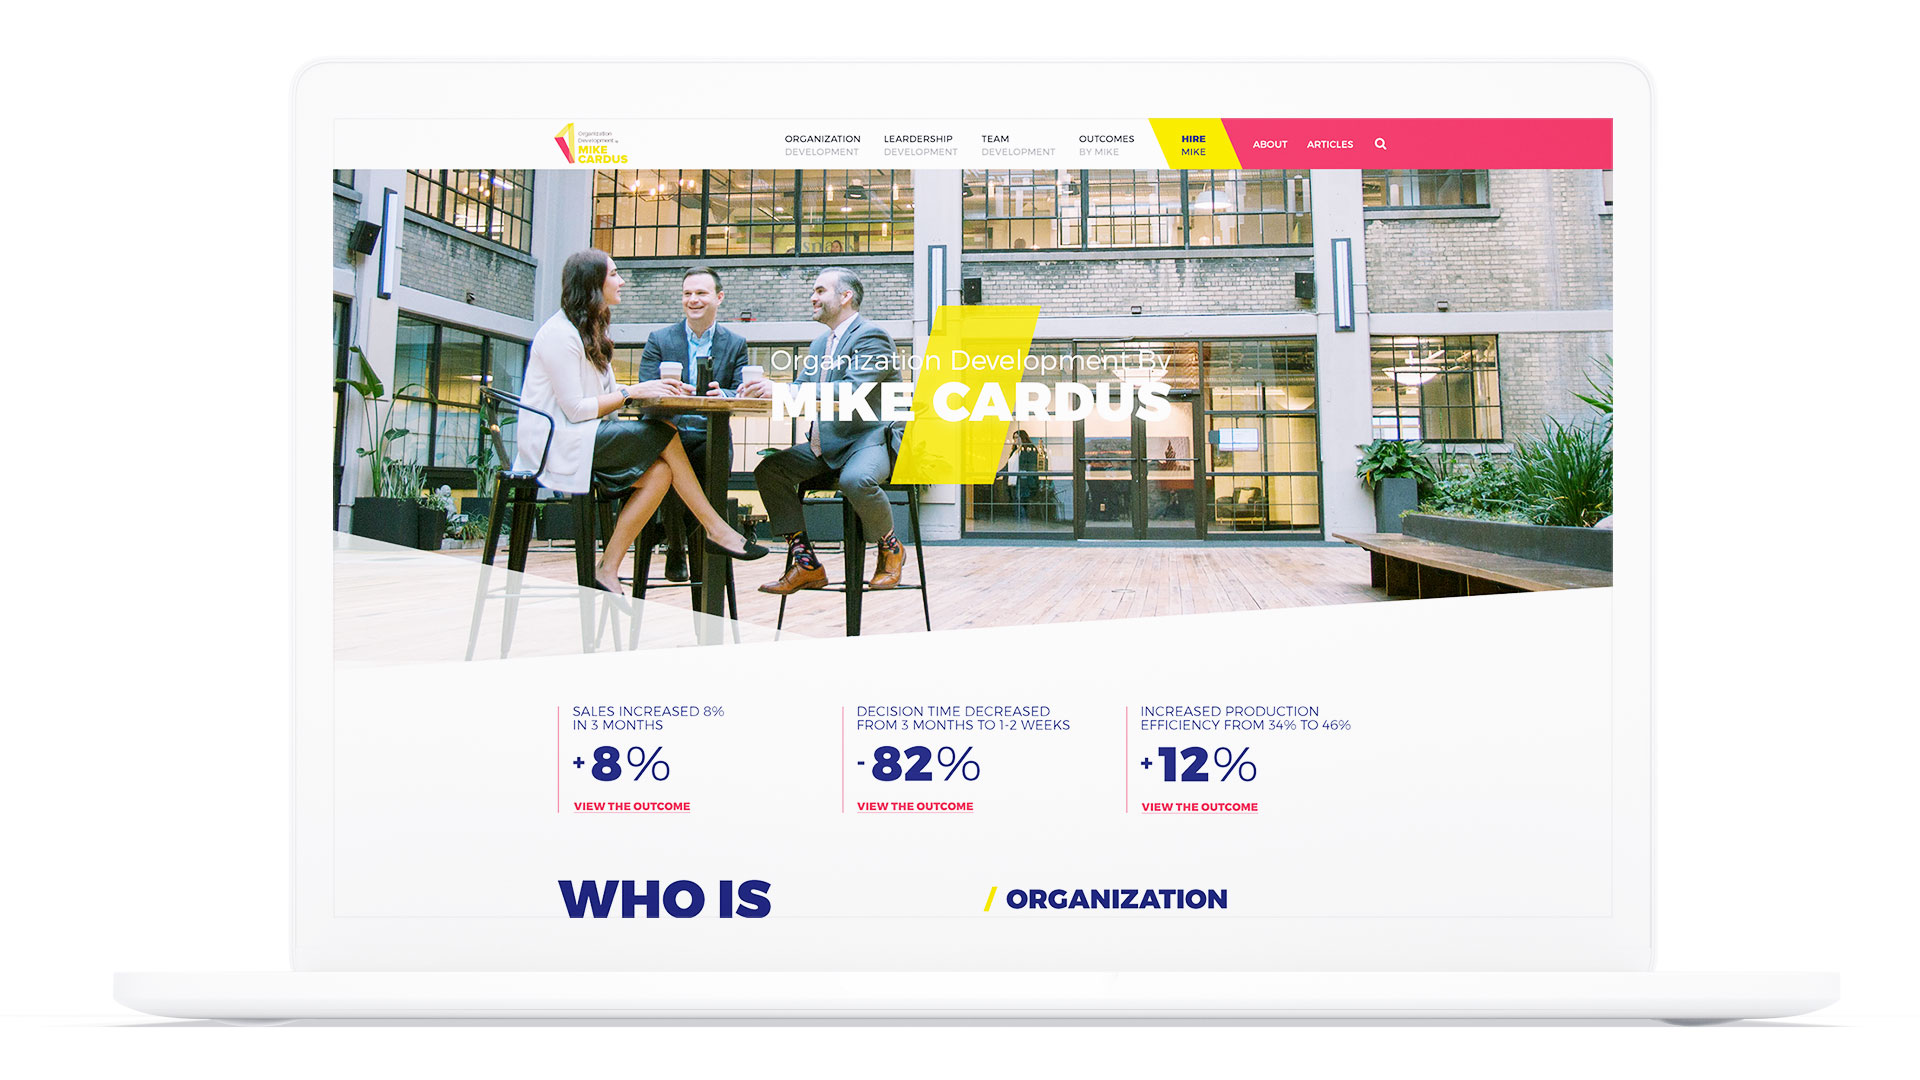 Organization
Development by
MIKE
CARDUS
ORGANIZATION
DEVELOPMENT
LEARDERSHIP
DEVELOPMENT
TEAM
DEVELOPMENT
OUTCOMES
BY MIKE
HIRE
MIKE
ABOUT
ARTICLES
Organization Development By
MIKE CARDUS
SALES INCREASED 8%
IN 3 MONTHS
+8%
VIEW THE OUTCOME
DECISION TIME DECREASED
FROM 3 MONTHS TO 1-2 WEEKS
-82%
VIEW THE OUTCOME
INCREASED PRODUCTION
EFFICIENCY FROM 34% TO 46%
+12%
VIEW THE OUTCOME
WHO IS
/ ORGANIZATION